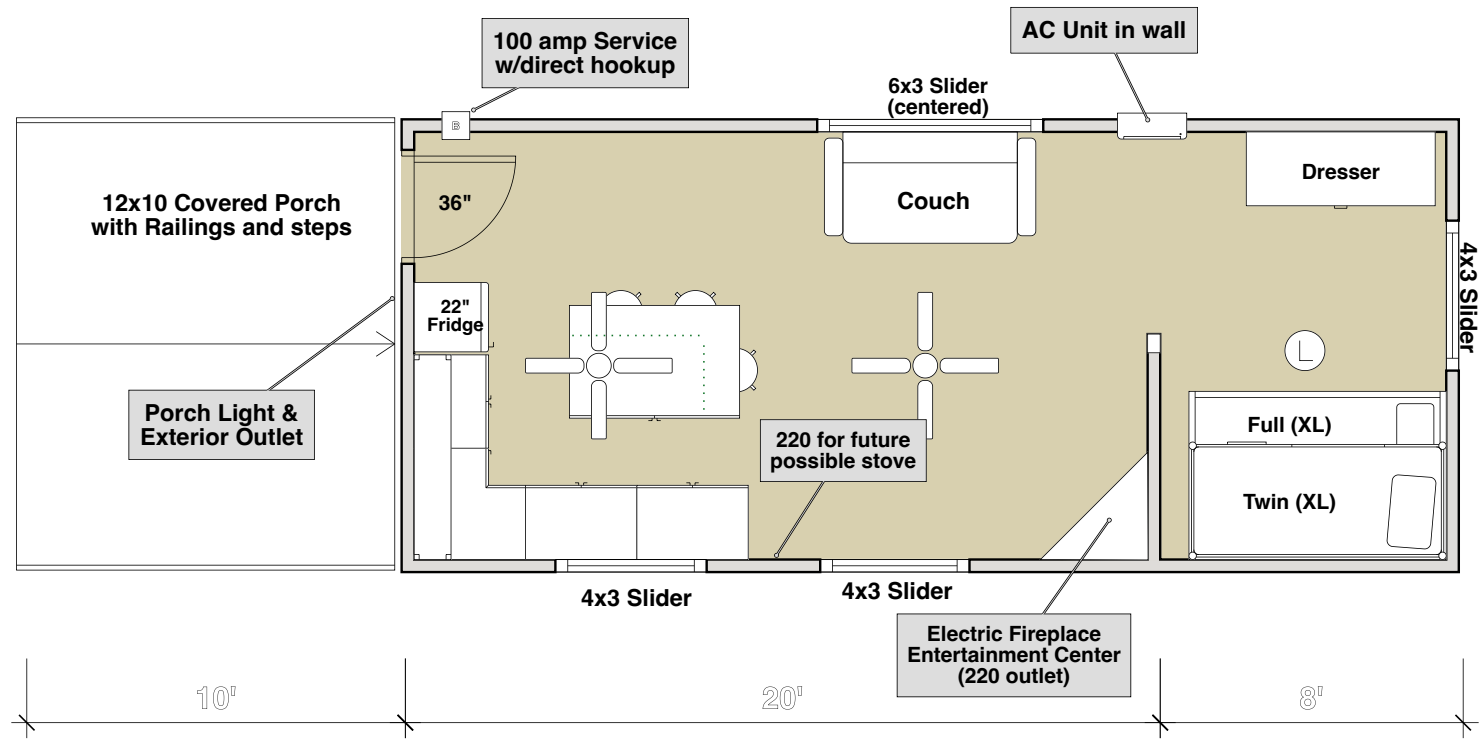 100 amp Service
w/direct hookup
AC Unit in wall
6x3 Slider
(centered)
B
12x10 Covered Porch
with Railings and steps
36"
Couch
Dresser
4x3 Slider
22"
Fridge
L
Porch Light &
Exterior Outlet
220 for future
possible stove
Full (XL)
Twin (XL)
4x3 Slider
4x3 Slider
Electric Fireplace
Entertainment Center
(220 outlet)
10'
20'
8'